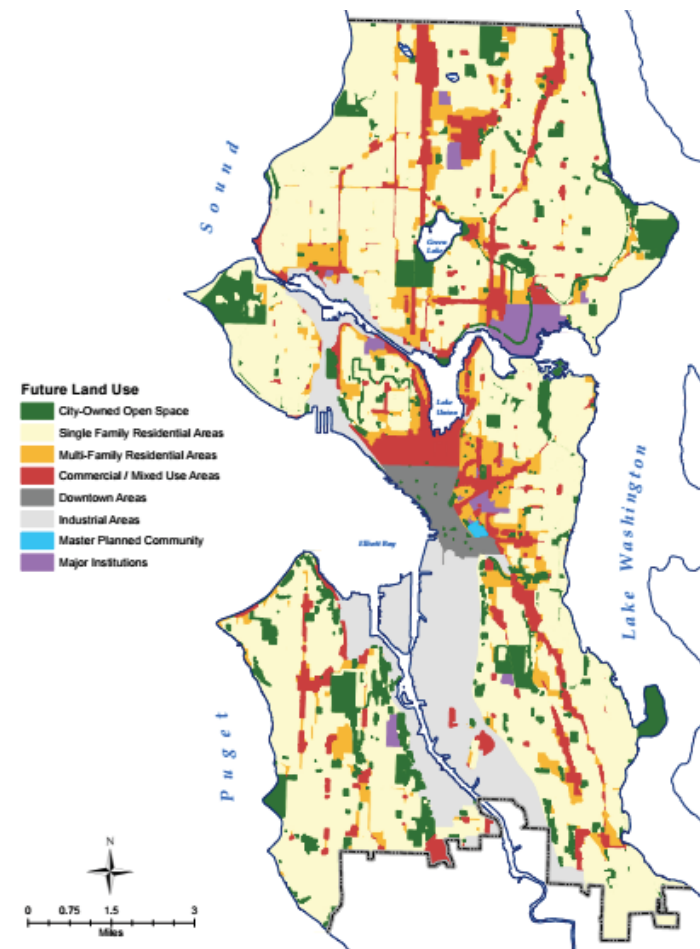 Sound
Green
Lake
Future Land Use
City-Owned Open Space
Single Family Residential Areas
Multi-Family Residential Areas
Commercial / Mixed Use Areas
Downtown Areas
Industrial Areas
Master Planned Community
Major Institutions
Lake
Union
Elliott Bay
Lake Washington
Puget
N
0 0.75 1.5 3
Miles